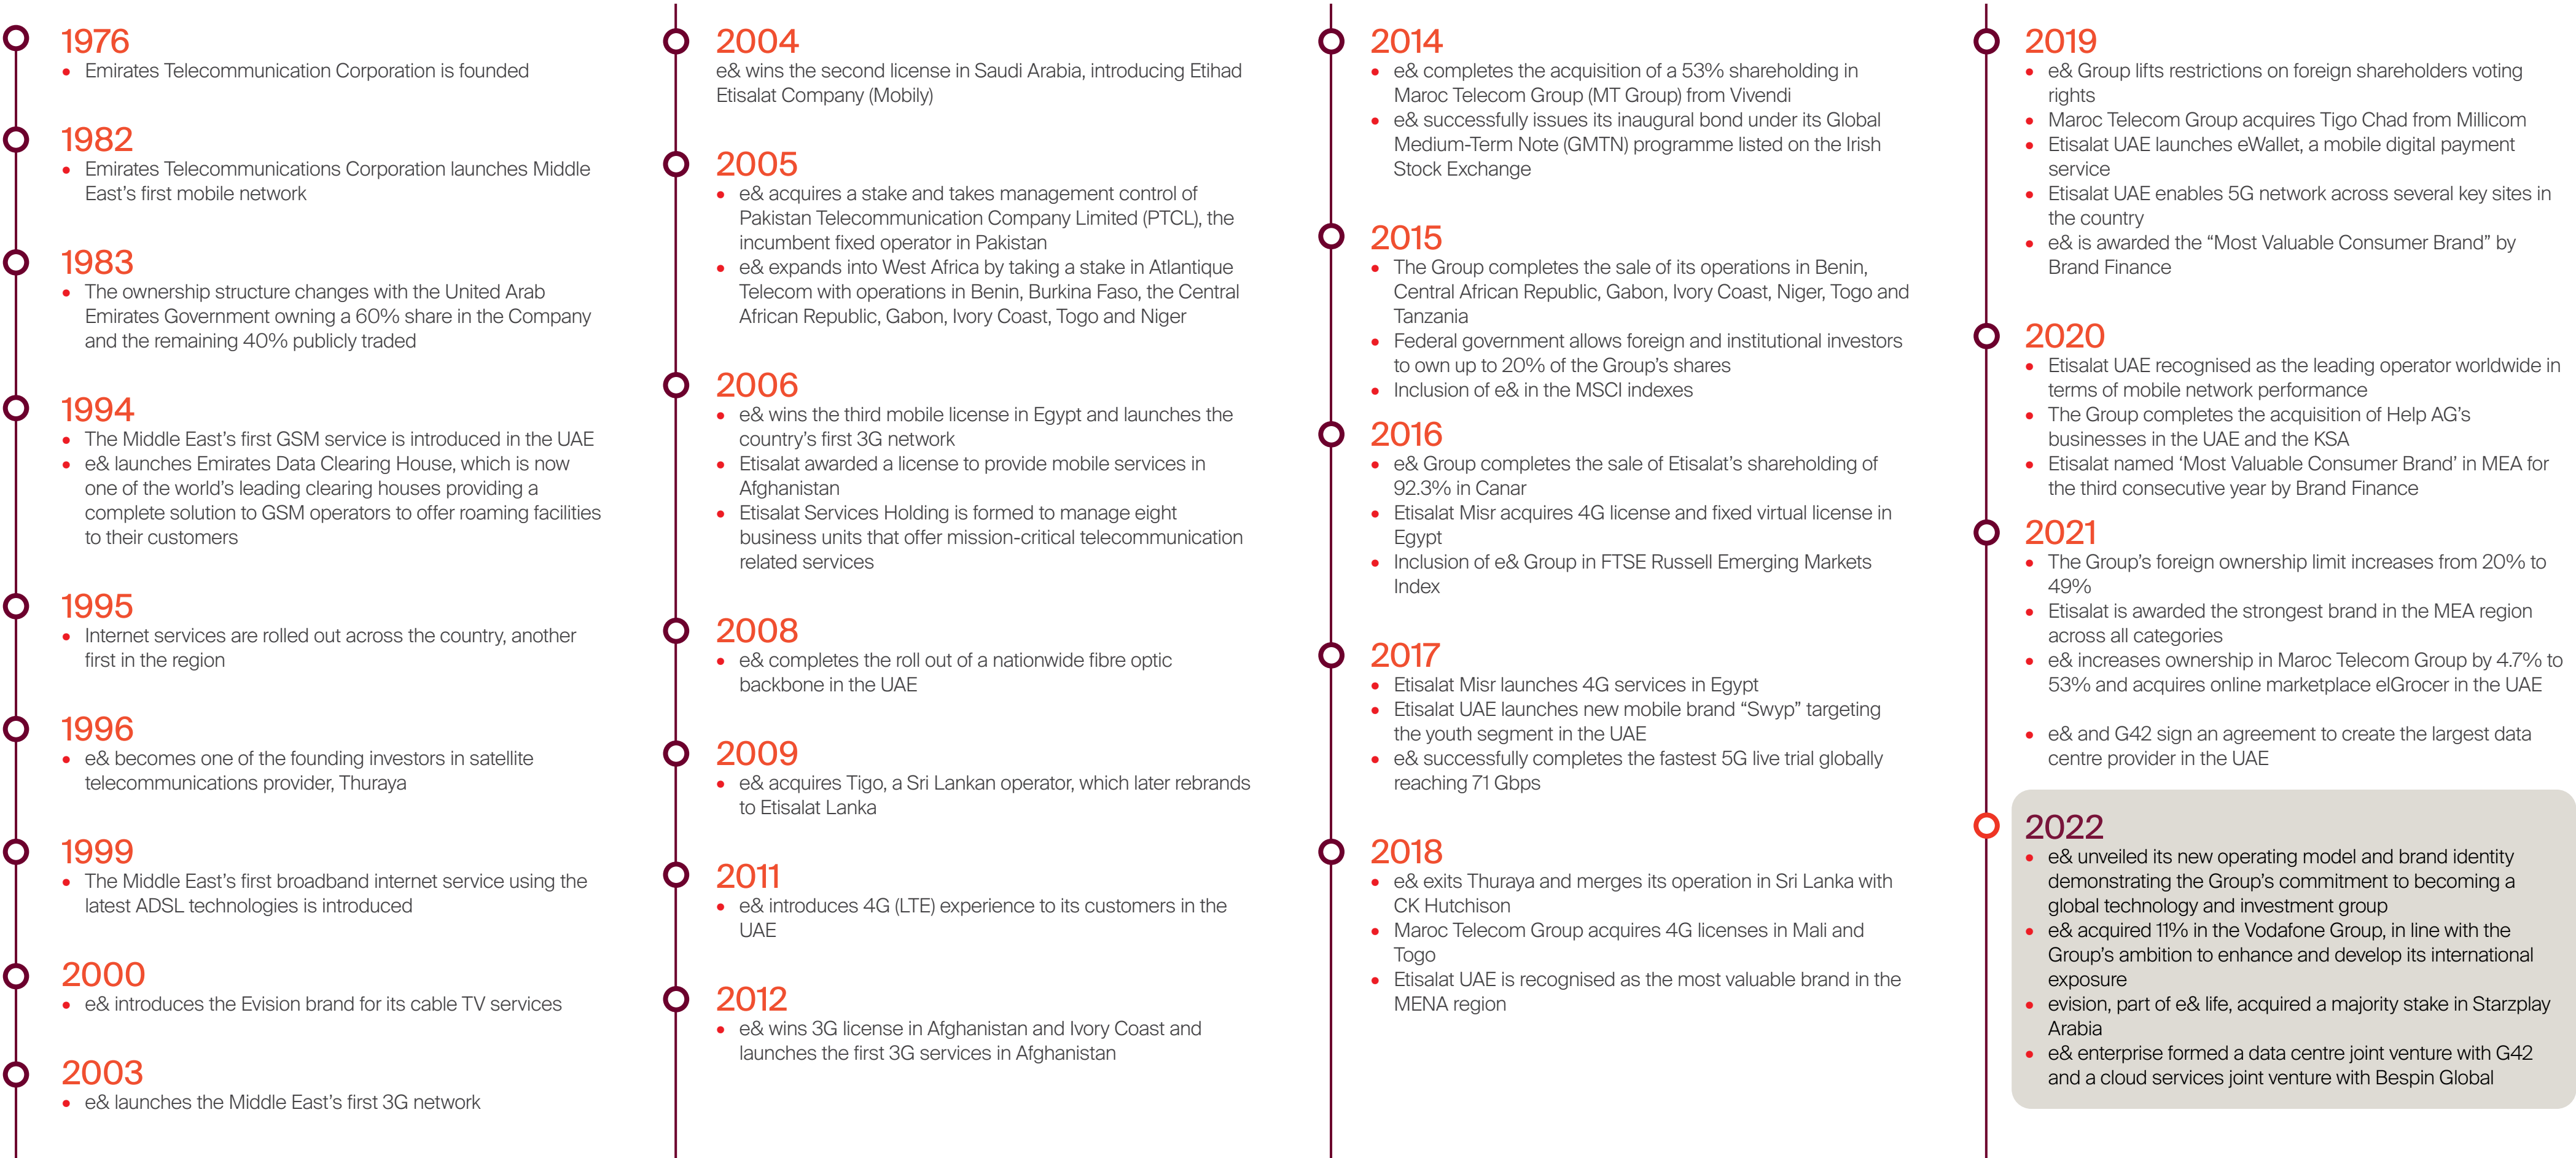 1976
• Emirates Telecommunication Corporation is founded
1982
• Emirates Telecommunications Corporation launches Middle
East's first mobile network
1983
• The ownership structure changes with the United Arab
Emirates Government owning a 60% share in the Company
and the remaining 40% publicly traded
1994
• The Middle East's first GSM service is introduced in the UAE
• e& launches Emirates Data Clearing House, which is now
one of the world's leading clearing houses providing a
complete solution to GSM operators to offer roaming facilities
to their customers
1995
• Internet services are rolled out across the country, another
first in the region
1996
• e& becomes one of the founding investors in satellite
telecommunications provider, Thuraya
1999
• The Middle East's first broadband internet service using the
latest ADSL technologies is introduced
2000
• e& introduces the Evision brand for its cable TV services
2003
• e& launches the Middle East's first 3G network
2004
e& wins the second license in Saudi Arabia, introducing Etihad
Etisalat Company (Mobily)
2005
• e& acquires a stake and takes management control of
Pakistan Telecommunication Company Limited (PTCL), the
incumbent fixed operator in Pakistan
• e& expands into West Africa by taking a stake in Atlantique
Telecom with operations in Benin, Burkina Faso, the Central
African Republic, Gabon, Ivory Coast, Togo and Niger
2006
• e& wins the third mobile license in Egypt and launches the
country's first 3G network
• Etisalat awarded a license to provide mobile services in
Afghanistan
• Etisalat Services Holding is formed to manage eight
business units that offer mission-critical telecommunication
related services
2008
• e& completes the roll out of a nationwide fibre optic
backbone in the UAE
2009
• e& acquires Tigo, a Sri Lankan operator, which later rebrands
to Etisalat Lanka
2011
• e& introduces 4G (LTE) experience to its customers in the
UAE
2012
• e& wins 3G license in Afghanistan and Ivory Coast and
launches the first 3G services in Afghanistan
2014
• e& completes the acquisition of a 53% shareholding in
Maroc Telecom Group (MT Group) from Vivendi
• e& successfully issues its inaugural bond under its Global
Medium-Term Note (GMTN) programme listed on the Irish
Stock Exchange
2015
• The Group completes the sale of its operations in Benin,
Central African Republic, Gabon, Ivory Coast, Niger, Togo and
Tanzania
• Federal government allows foreign and institutional investors
to own up to 20% of the Group's shares
• Inclusion of e& in the MSCI indexes
2016
• e& Group completes the sale of Etisalat's shareholding of
92.3% in Canar
• Etisalat Misr acquires 4G license and fixed virtual license in
Egypt
• Inclusion of e& Group in FTSE Russell Emerging Markets
Index
2017
• Etisalat Misr launches 4G services in Egypt
• Etisalat UAE launches new mobile brand “Swyp” targeting
the youth segment in the UAE
• e& successfully completes the fastest 5G live trial globally
reaching 71 Gbps
2018
• e& exits Thuraya and merges its operation in Sri Lanka with
CK Hutchison
• Maroc Telecom Group acquires 4G licenses in Mali and
Togo
• Etisalat UAE is recognised as the most valuable brand in the
MENA region
2019
• e& Group lifts restrictions on foreign shareholders voting
rights
• Maroc Telecom Group acquires Tigo Chad from Millicom
• Etisalat UAE launches eWallet, a mobile digital payment
service
• Etisalat UAE enables 5G network across several key sites in
the country
• e& is awarded the “Most Valuable Consumer Brand” by
Brand Finance
2020
• Etisalat UAE recognised as the leading operator worldwide in
terms of mobile network performance
• The Group completes the acquisition of Help AG's
businesses in the UAE and the KSA
• Etisalat named ‘Most Valuable Consumer Brand’ in MEA for
the third consecutive year by Brand Finance
2021
• The Group's foreign ownership limit increases from 20% to
49%
• Etisalat is awarded the strongest brand in the MEA region
across all categories
• e& increases ownership in Maroc Telecom Group by 4.7% to
53% and acquires online marketplace elGrocer in the UAE
• e& and G42 sign an agreement to create the largest data
centre provider in the UAE
2022
• e& unveiled its new operating model and brand identity
demonstrating the Group's commitment to becoming a
global technology and investment group
• e& acquired 11% in the Vodafone Group, in line with the
Group's ambition to enhance and develop its international
exposure
• evision, part of e& life, acquired a majority stake in Starzplay
Arabia
• e& enterprise formed a data centre joint venture with G42
and a cloud services joint venture with Bespin Global